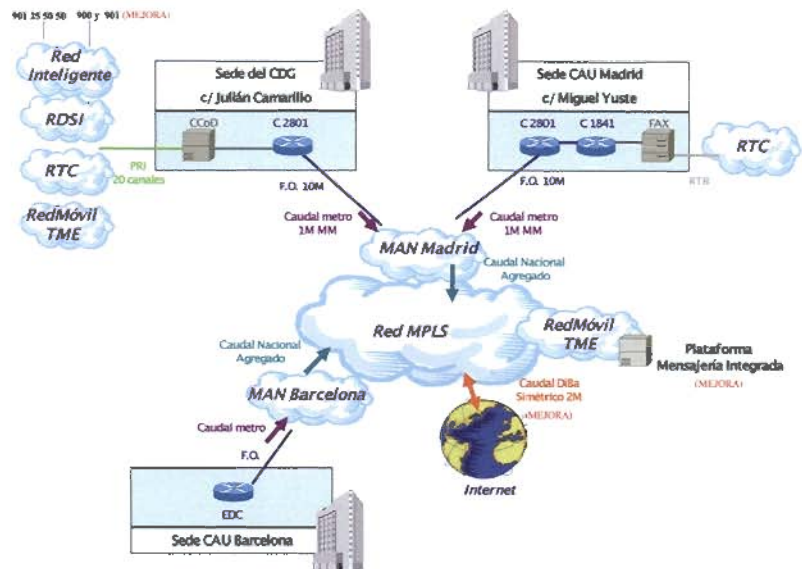 901 25 50 50 900 y 901 (MEJORA)
Red
Inteligente
RDSI
RTC
RedMóvil
TME
PRI
20 canales
Sede del CDG
c/ Julián Camarillo
CCoD
C 2801
F.O. 10M
Caudal metro
1M MM
Sede CAU Madrid
c/ Miguel Yuste
C 2801
C 1841
FAX
RTB
RTC
F.O. 10M
Caudal metro
1M MM
MAN Madrid
Caudal Nacional
Agregado
Red MPLS
RedMóvil
TME
Plataforma
Mensajería Integrada
(MEJORA)
Caudal Nacional
Agregado
MAN Barcelona
Caudal DiBa
Simétrico 2M
(MEJORA)
Internet
Caudal metro
F.O.
EDC
Sede CAU Barcelona